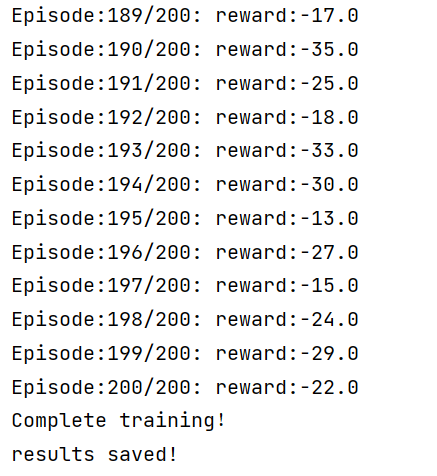 Episode:189/200: reward:-17.0
Episode:190/200: reward:-35.0
Episode:191/200: reward:-25.0
Episode:192/200: reward:-18.0
Episode:193/200: reward:-33.0
Episode:194/200: reward:-30.0
Episode:195/200: reward:-13.0
Episode:196/200: reward:-27.0
Episode:197/200: reward:-15.0
Episode:198/200: reward:-24.0
Episode:199/200: reward:-29.0
Episode:200/200: reward:-22.0
Complete training!
results saved!